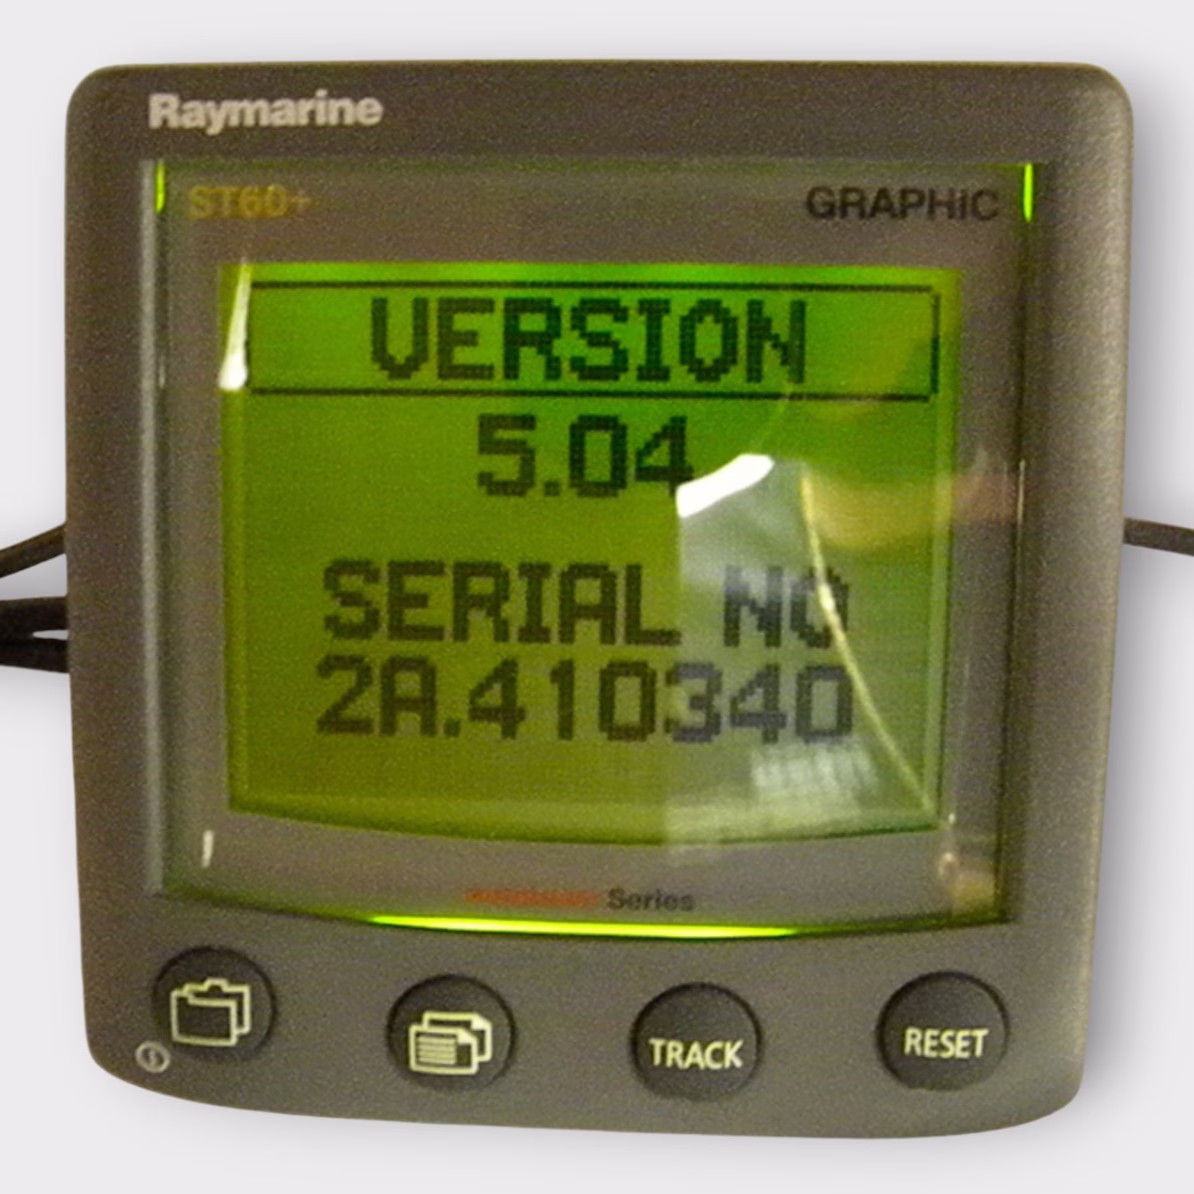 Raymarine
ST60+ GRAPHIC
VERSION
5.04
SERIAL NO
2A.410340
Series
TRACK
RESET